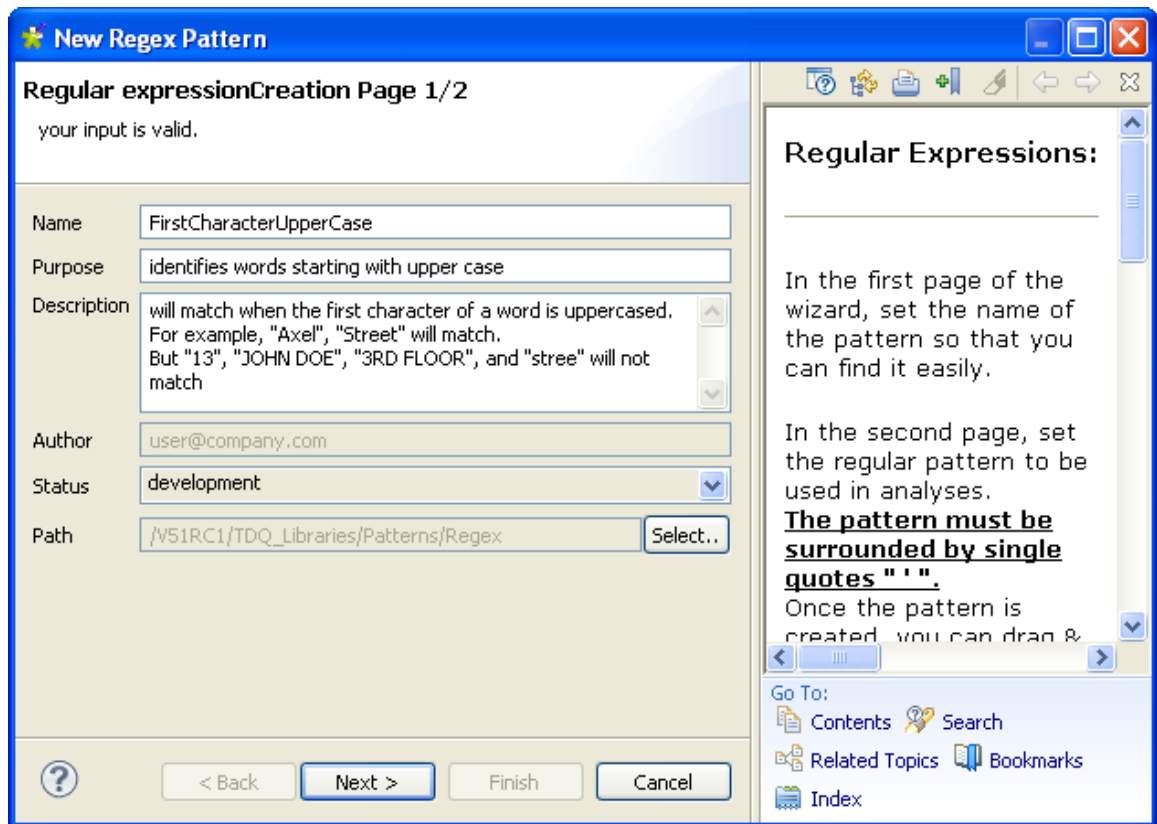 New Regex Pattern
Regular expressionCreation Page 1/2
your input is valid.
Name
FirstCharacterUpperCase
Purpose
identifies words starting with upper case
Description
will match when the first character of a word is uppercased.
For example, "Axel", "Street" will match.
But "13", "JOHN DOE", "3RD FLOOR", and "stree" will not
match
Author
user@company.com
Status
development
Path
/V51RC1/TDQ_Libraries/Patterns/Regex
Select..
< Back
Next >
Finish
Cancel
Regular Expressions:
In the first page of the
wizard, set the name of
the pattern so that you
can find it easily.
In the second page, set
the regular pattern to be
used in analyses.
The pattern must be
surrounded by single
quotes " ' ".
Once the pattern is
created, you can drag &
Go To:
Contents
Search
Related Topics
Bookmarks
Index